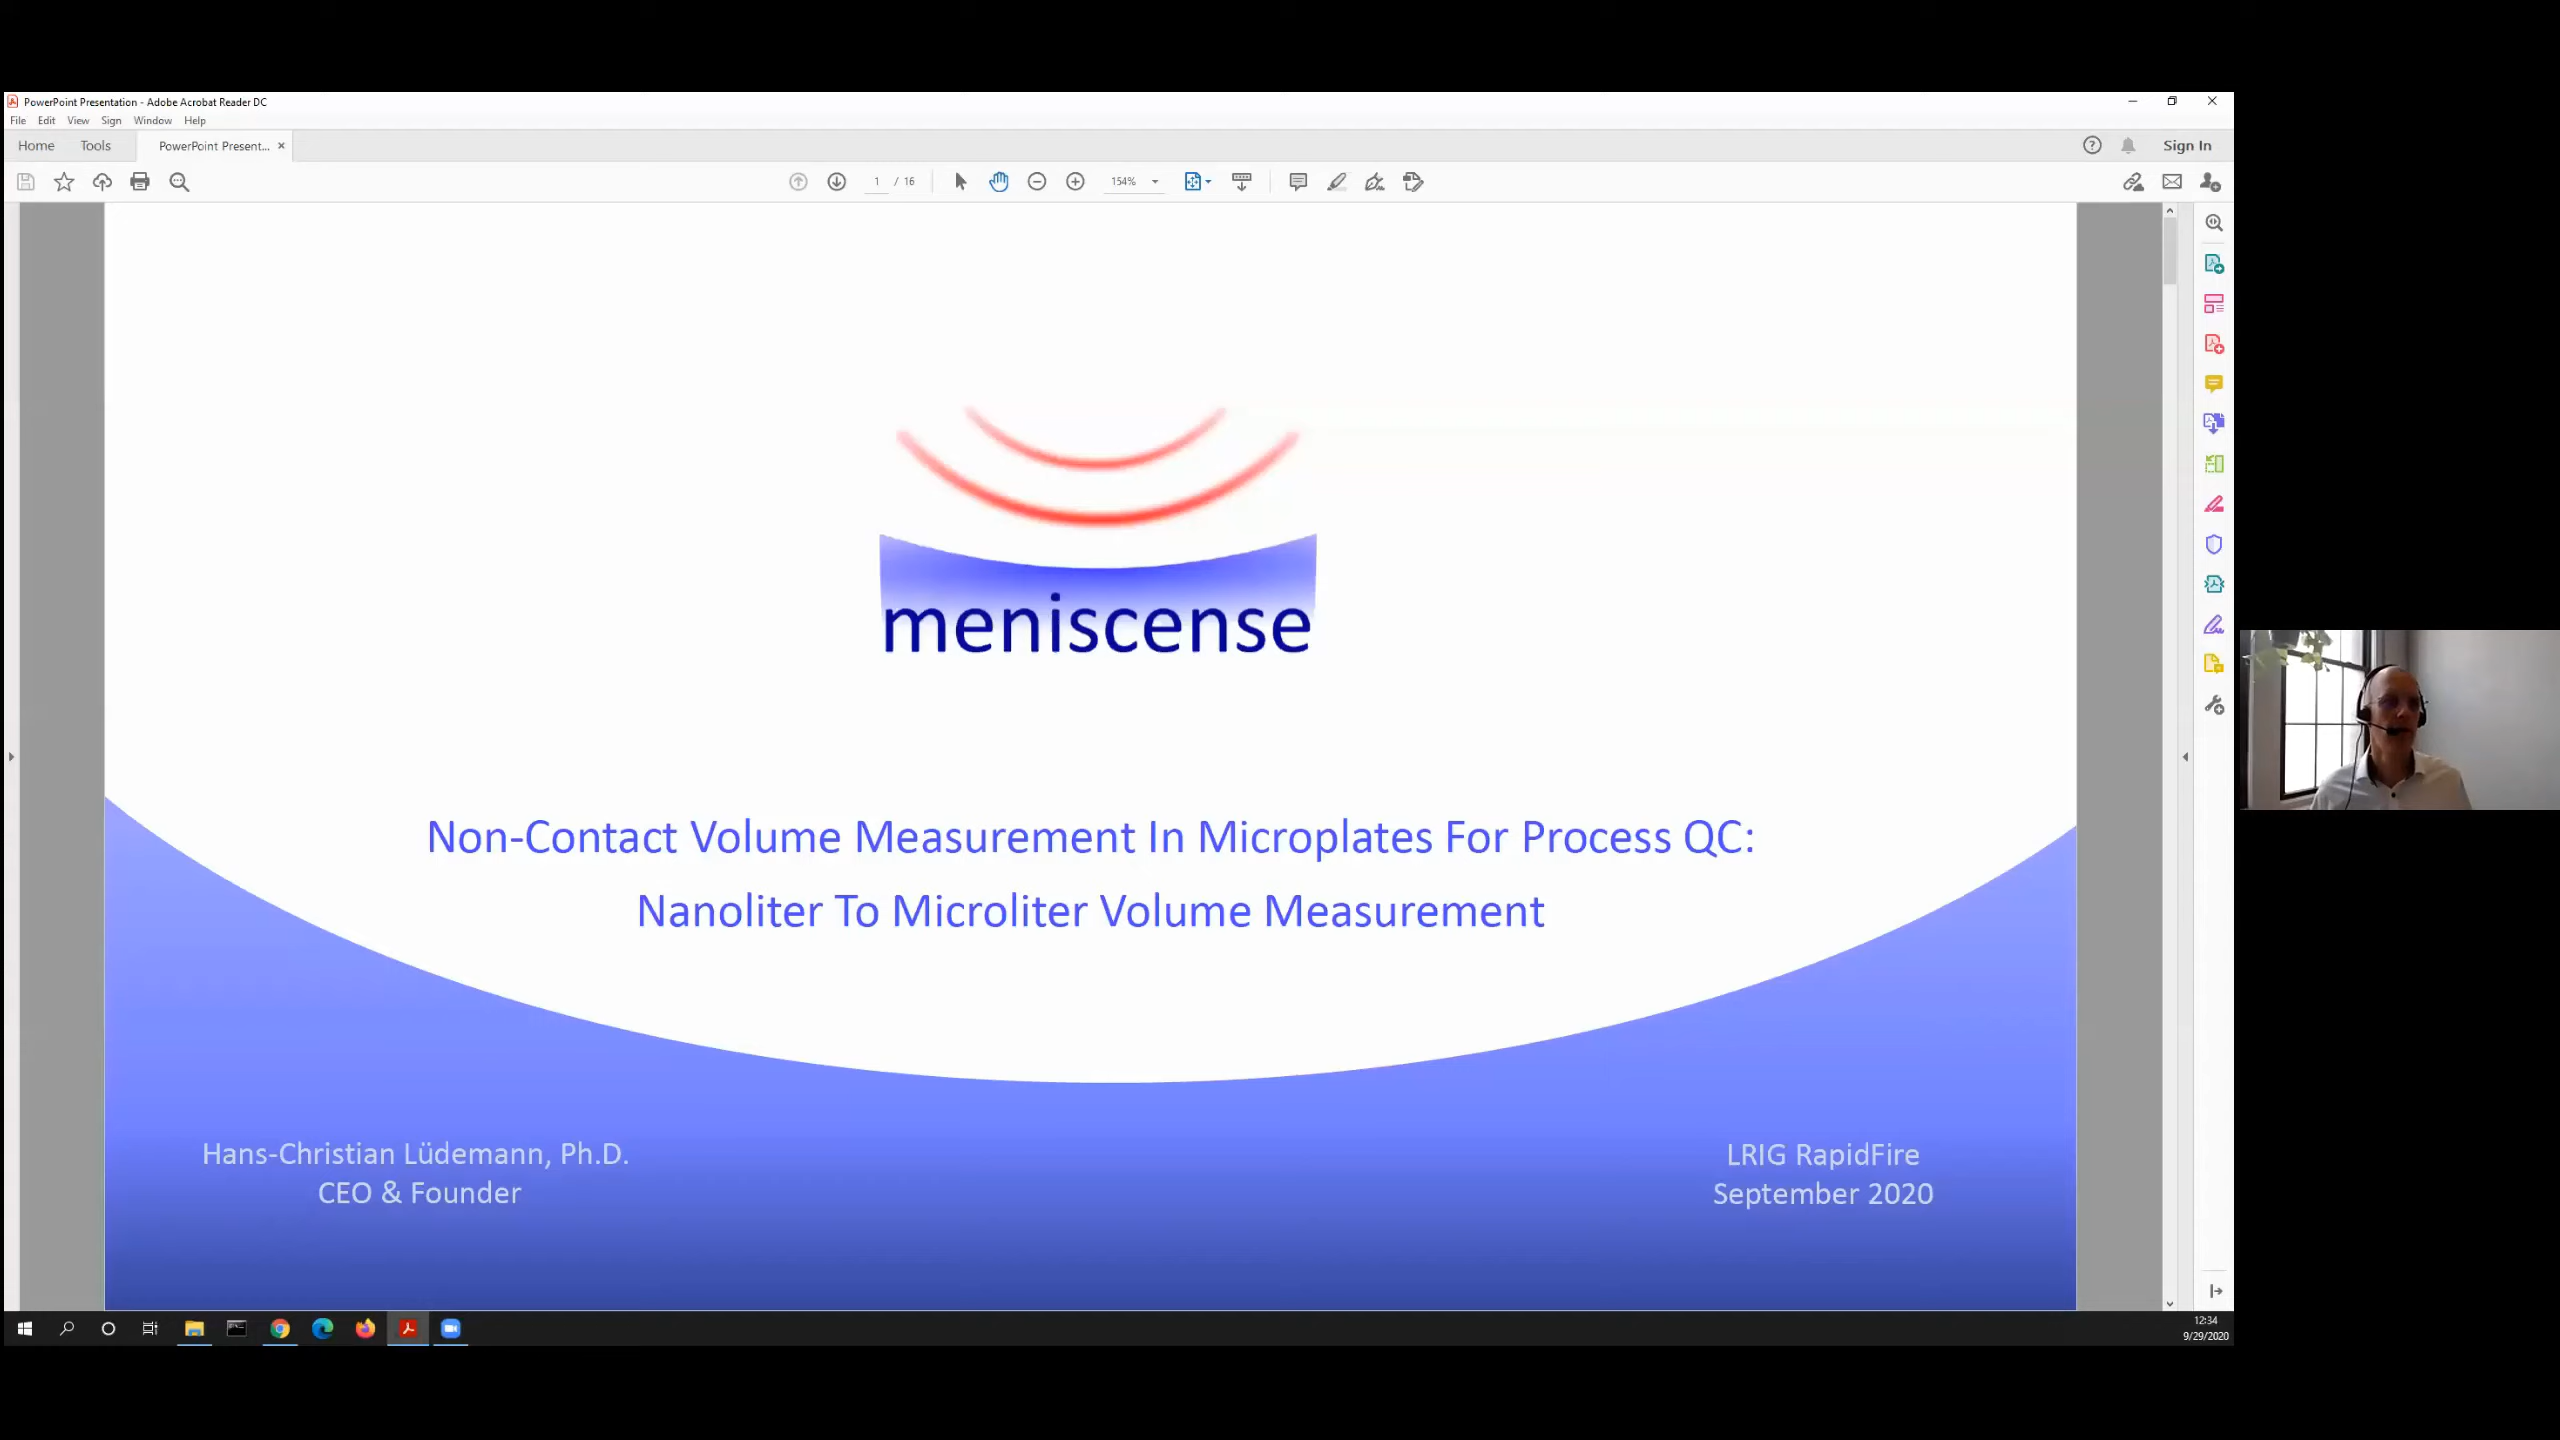 PowerPoint Presentation - Adobe Acrobat Reader DC
File Edit View Sign Window Help
Home Tools PowerPoint Present... Sign In
1 / 16 154%
meniscense
Non-Contact Volume Measurement In Microplates For Process QC:
Nanoliter To Microliter Volume Measurement
Hans-Christian Lüdemann, Ph.D.
CEO & Founder
LRIG RapidFire
September 2020
12:34
9/29/2020